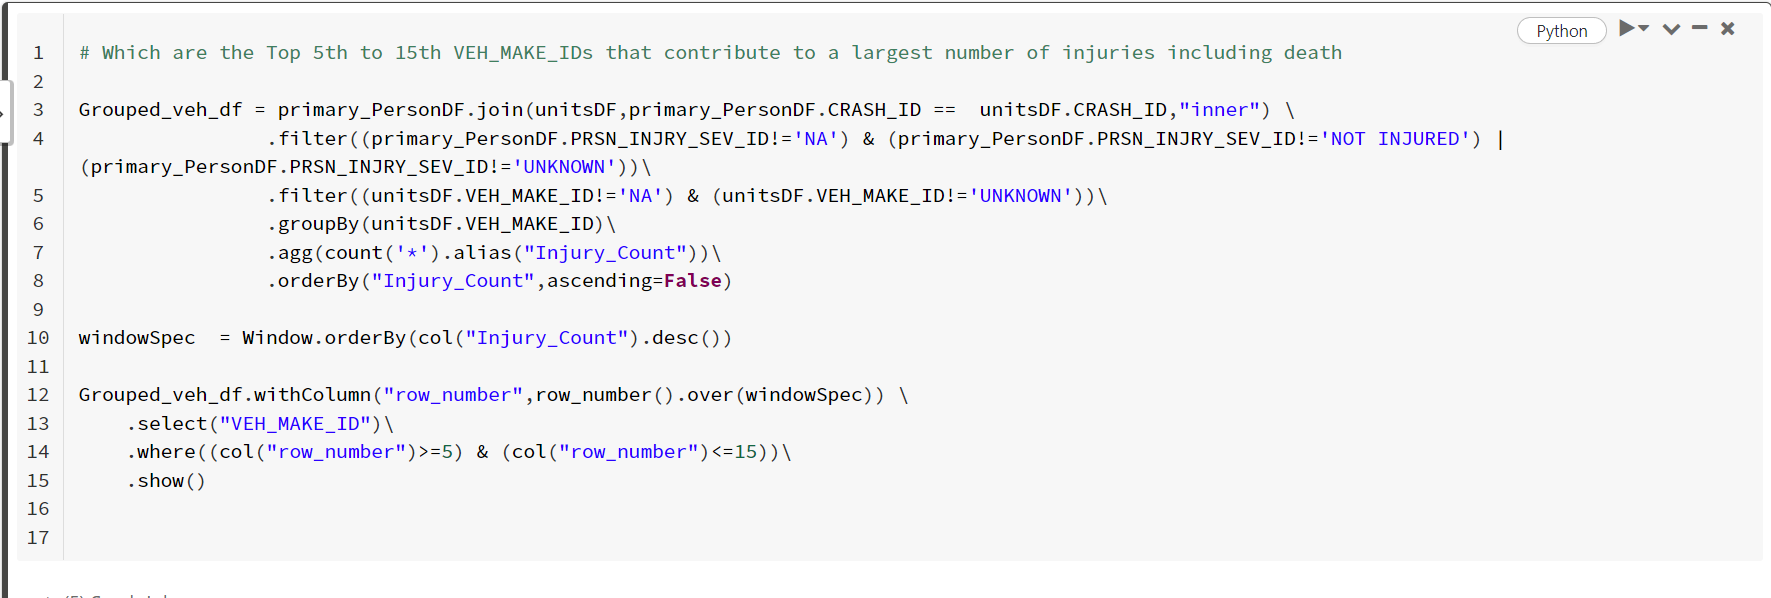 Python
1 # Which are the Top 5th to 15th VEH_MAKE_IDs that contribute to a largest number of injuries including death
2
3 Grouped_veh_df = primary_PersonDF.join(unitsDF,primary_PersonDF.CRASH_ID ==  unitsDF.CRASH_ID,"inner") \
4                 .filter((primary_PersonDF.PRSN_INJRY_SEV_ID!='NA') & (primary_PersonDF.PRSN_INJRY_SEV_ID!='NOT INJURED') |
(primary_PersonDF.PRSN_INJRY_SEV_ID!='UNKNOWN'))\
5                 .filter((unitsDF.VEH_MAKE_ID!='NA') & (unitsDF.VEH_MAKE_ID!='UNKNOWN'))\
6                 .groupBy(unitsDF.VEH_MAKE_ID)\
7                 .agg(count('*').alias("Injury_Count"))\
8                 .orderBy("Injury_Count",ascending=False)
9
10 windowSpec  = Window.orderBy(col("Injury_Count").desc())
11
12 Grouped_veh_df.withColumn("row_number",row_number().over(windowSpec)) \
13     .select("VEH_MAKE_ID")\
14     .where((col("row_number")>=5) & (col("row_number")<=15))\
15     .show()
16
17